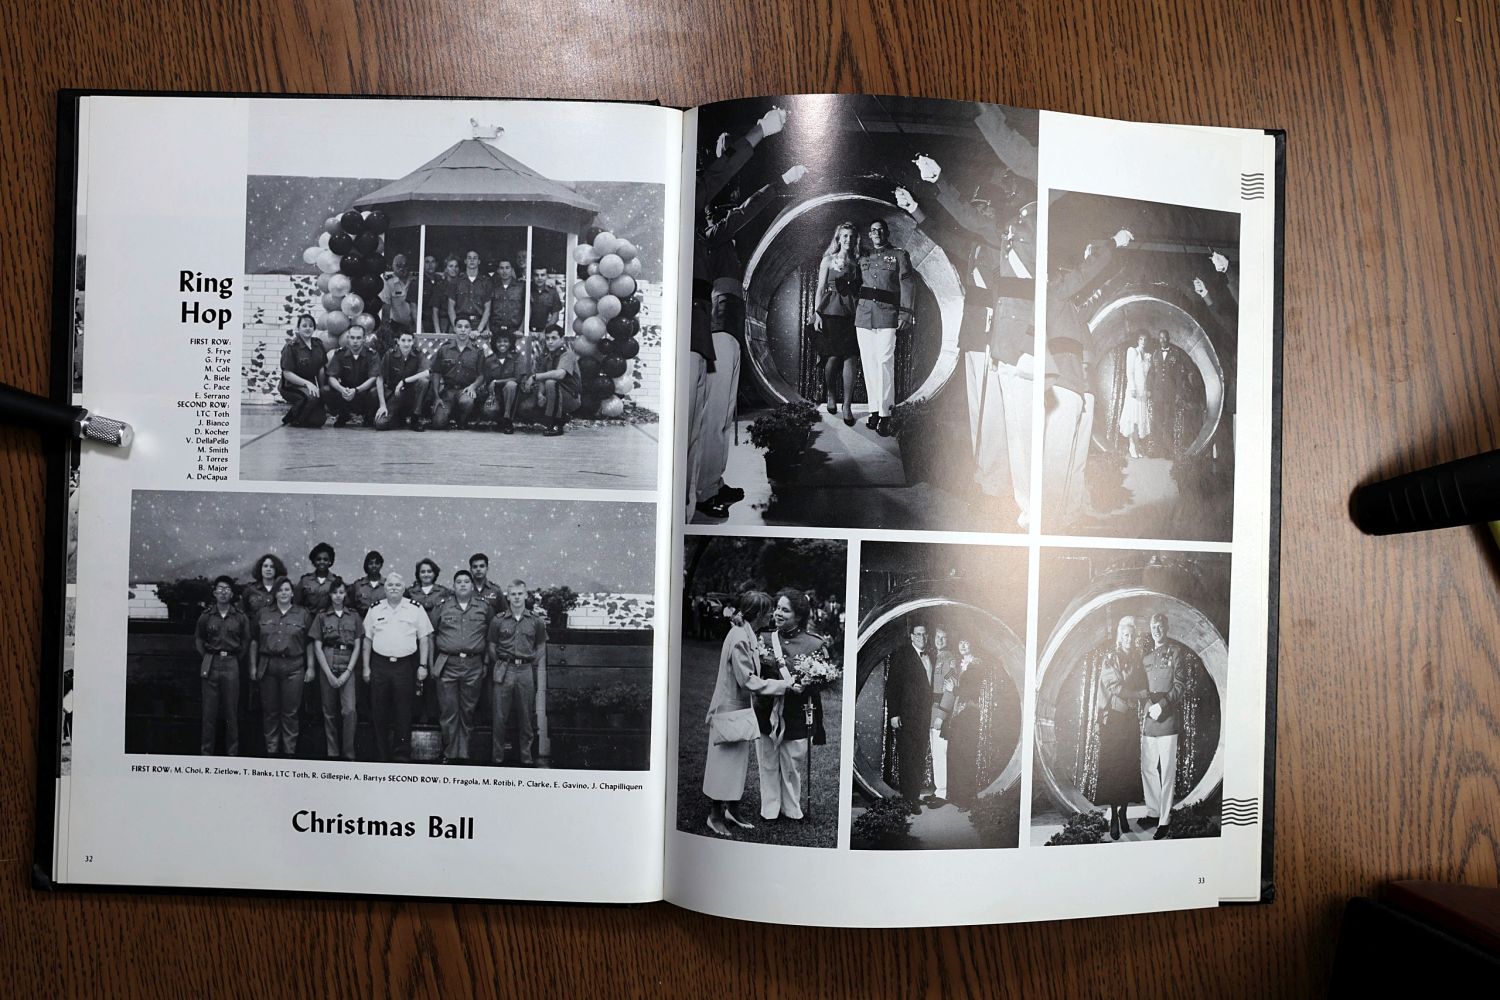 Ring
Hop
FIRST ROW:
S. Frye
G. Frye
M. Colt
A. Biele
C. Pace
E. Serrano
SECOND ROW:
LTC Toth
J. Bianco
D. Kocher
V. DellaPello
M. Smith
J. Torres
B. Major
A. DeCapua
FIRST ROW: M. Choi, R. Zietlow, T. Banks, LTC Toth, R. Gillespie, A. Bartys SECOND ROW: D. Fragola, M. Rotibi, P. Clarke, E. Gavino, J. Chapilliquen
Christmas Ball
32
33